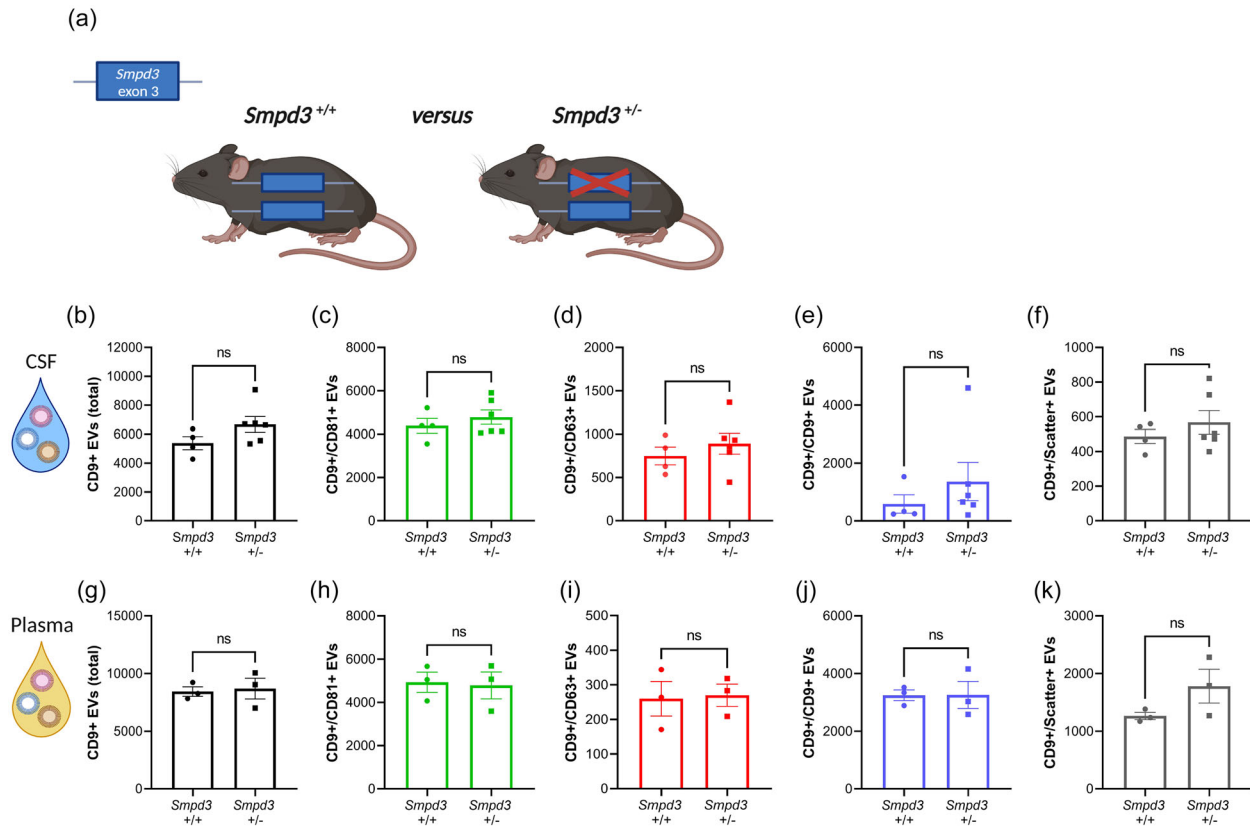 (a)
Smpd3
exon 3
Smpd3 +/+ versus Smpd3 +/-
(b)
(c)
(d)
(e)
(f)
CSF
CD9+ EVs (total)
12000
10000
8000
6000
4000
2000
0
ns
Smpd3
+/+
Smpd3
+/-
CD9+/CD81+ EVs
8000
6000
4000
2000
0
ns
Smpd3
+/+
Smpd3
+/-
CD9+/CD63+ EVs
2000
1500
1000
500
0
ns
Smpd3
+/+
Smpd3
+/-
CD9+/CD9+ EVs
6000
4000
2000
0
ns
Smpd3
+/+
Smpd3
+/-
CD9+/Scatter+ EVs
1000
800
600
400
200
0
ns
Smpd3
+/+
Smpd3
+/-
(g)
(h)
(i)
(j)
(k)
Plasma
CD9+ EVs (total)
15000
10000
5000
0
ns
Smpd3
+/+
Smpd3
+/-
CD9+/CD81+ EVs
8000
6000
4000
2000
0
ns
Smpd3
+/+
Smpd3
+/-
CD9+/CD63+ EVs
500
400
300
200
100
0
ns
Smpd3
+/+
Smpd3
+/-
CD9+/CD9+ EVs
6000
4000
2000
0
ns
Smpd3
+/+
Smpd3
+/-
CD9+/Scatter+ EVs
3000
2000
1000
0
ns
Smpd3
+/+
Smpd3
+/-